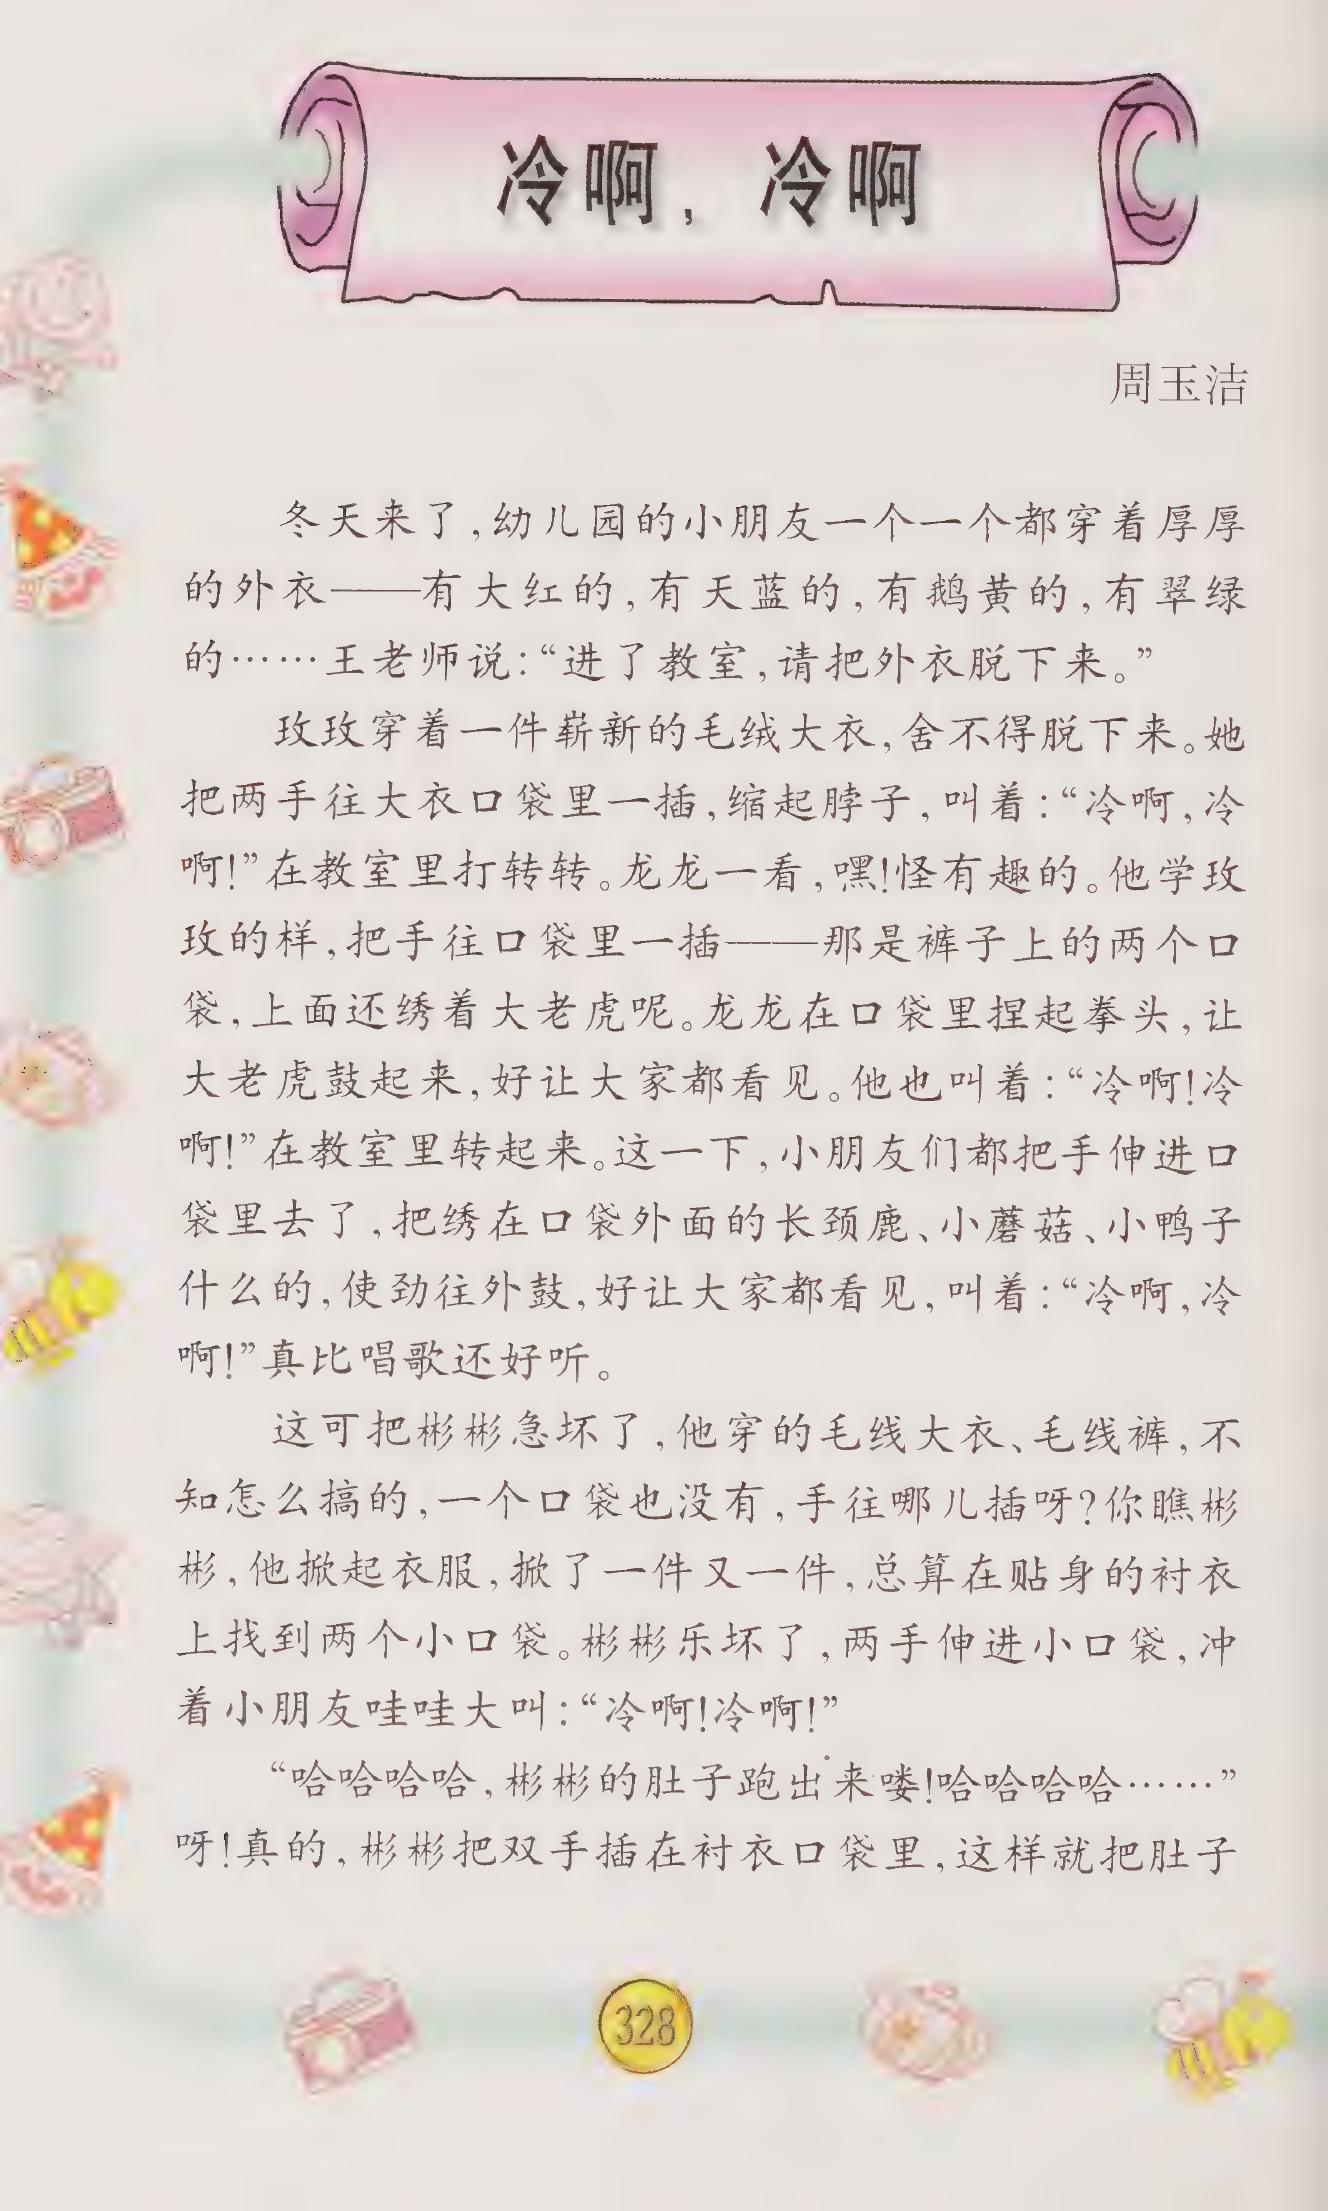 冷啊，冷啊
周玉洁
冬天来了，幼儿园的小朋友一个一个都穿着厚厚
的外衣——有大红的，有天蓝的，有鹅黄的，有翠绿
的……王老师说：“进了教室，请把外衣脱下来。”
玫玫穿着一件崭新的毛绒大衣，舍不得脱下来。她
把两手往大衣口袋里一插，缩起脖子，叫着：“冷啊，冷
啊！”在教室里打转转。龙龙一看，嘿！怪有趣的。他学玫
玫的样，把手往口袋里一插——那是裤子上的两个口
袋，上面还绣着大老虎呢。龙龙在口袋里捏起拳头，让
大老虎鼓起来，好让大家都看见。他也叫着：“冷啊！冷
啊！”在教室里转起来。这一下，小朋友们都把手伸进口
袋里去了，把绣在口袋外面的长颈鹿、小蘑菇、小鸭子
什么的，使劲往外鼓，好让大家都看见，叫着：“冷啊，冷
啊！”真比唱歌还好听。
这可把彬彬急坏了，他穿的毛线大衣、毛线裤，不
知怎么搞的，一个口袋也没有，手往哪儿插呀？你瞧彬
彬，他掀起衣服，掀了一件又一件，总算在贴身的衬衣
上找到两个小口袋。彬彬乐坏了，两手伸进小口袋，冲
着小朋友哇哇大叫：“冷啊！冷啊！”
“哈哈哈哈，彬彬的肚子跑出来喽！哈哈哈哈……”
呀！真的，彬彬把双手插在衬衣口袋里，这样就把肚子
328